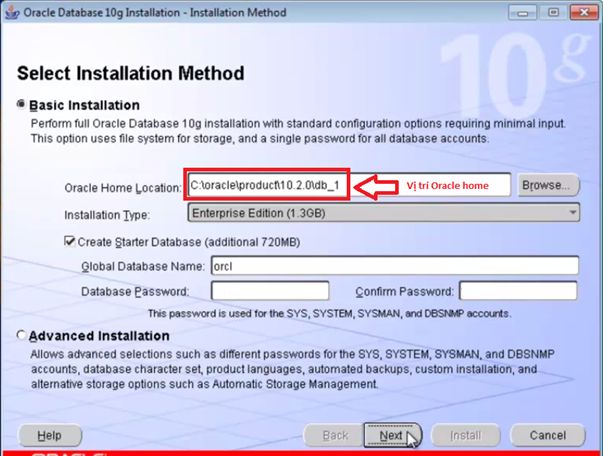 Oracle Database 10g Installation - Installation Method
10g
Select Installation Method
Basic Installation
Perform full Oracle Database 10g installation with standard configuration options requiring minimal input.
This option uses file system for storage, and a single password for all database accounts.
Oracle Home Location: C:\oracle\product\10.2.0\db_1 Vị trí Oracle home Browse...
Installation Type: Enterprise Edition (1.3GB)
Create Starter Database (additional 720MB)
Global Database Name: orcl
Database Password: Confirm Password:
This password is used for the SYS, SYSTEM, SYSMAN, and DBSNMP accounts.
Advanced Installation
Allows advanced selections such as different passwords for the SYS, SYSTEM, SYSMAN, and DBSNMP
accounts, database character set, product languages, automated backups, custom installation, and
alternative storage options such as Automatic Storage Management.
Help Back Next Install Cancel